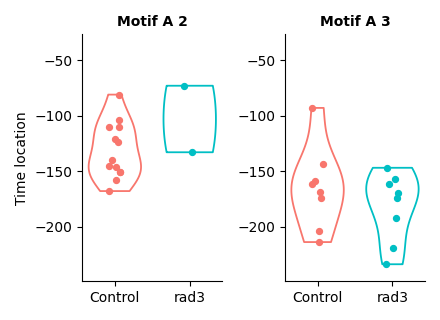 Motif A 2
Motif A 3
Time location
−50
−100
−150
−200
−50
−100
−150
−200
Control
rad3
Control
rad3